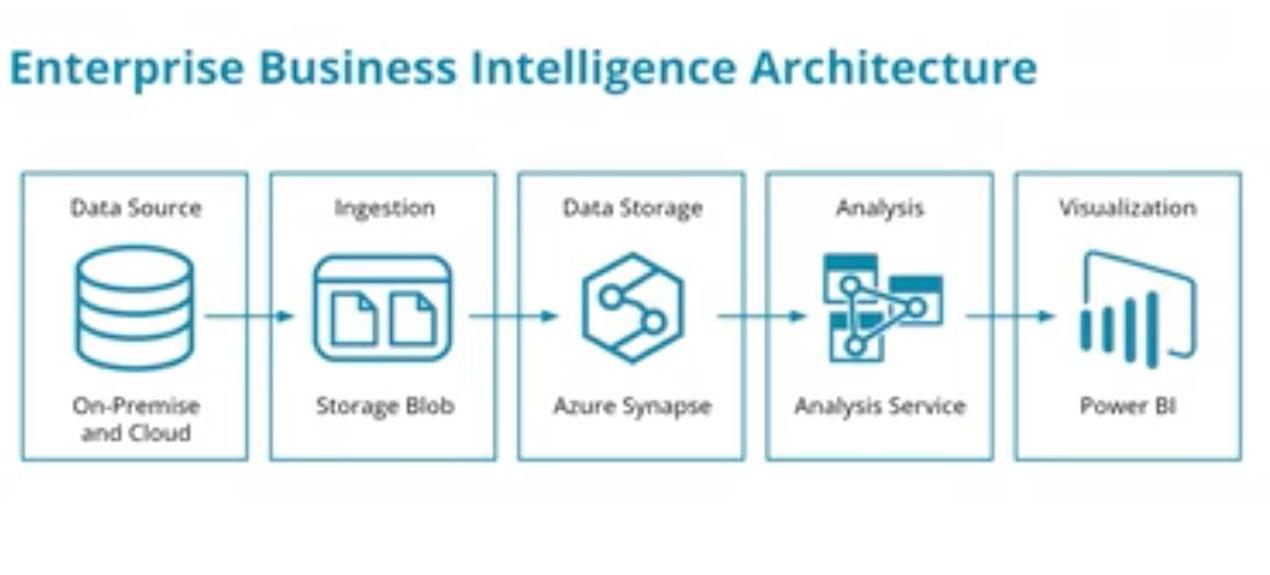 Enterprise Business Intelligence Architecture
Data Source
On-Premise
and Cloud
Ingestion
Storage Blob
Data Storage
Azure Synapse
Analysis
Analysis Service
Visualization
Power BI